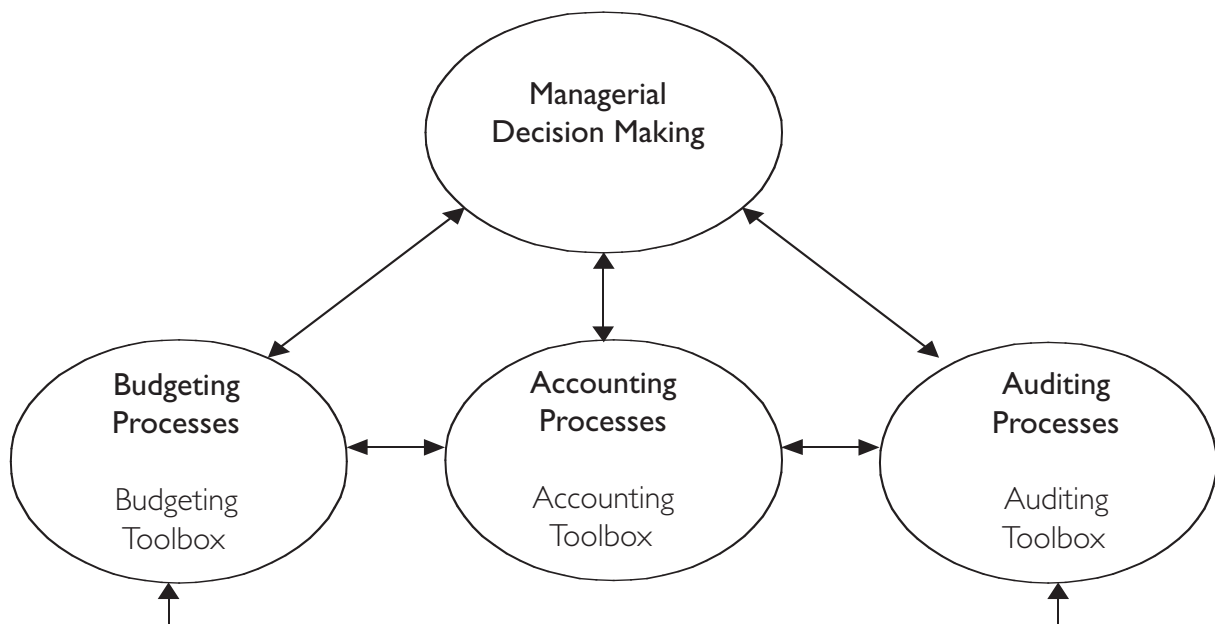 Managerial
Decision Making
Budgeting
Processes
Budgeting
Toolbox
Accounting
Processes
Accounting
Toolbox
Auditing
Processes
Auditing
Toolbox